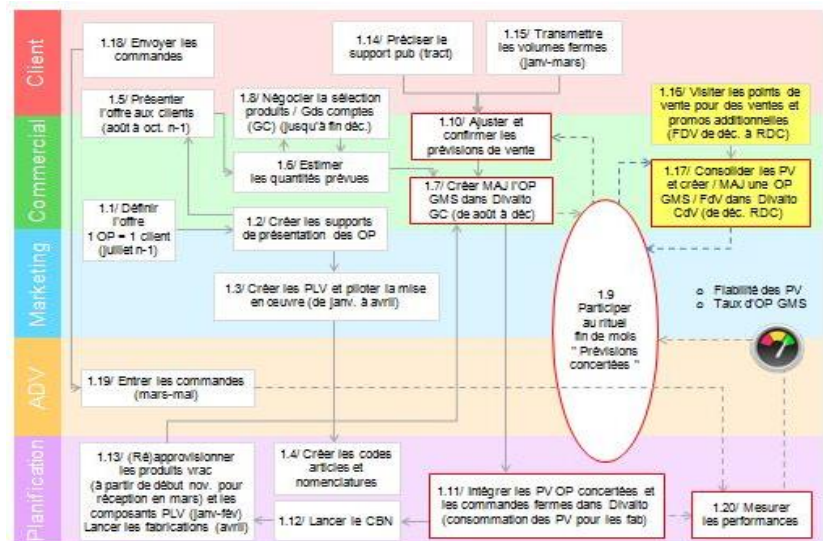 Client
1.18/ Envoyer les
commandes
1.14/ Préciser le
support pub (tract)
1.15/ Transmettre
les volumes fermes
(janv-mars)
1.5/ Présenter
l'offre aux clients
(août à oct. n-1)
1.8/ Négocier la sélection
produits / Gds comptes
(GC) (jusqu'à fin déc.)
1.16/ Visiter les points de
vente pour des ventes et
promos additionnelles
(FDV de déc. à RDC)
Commercial
1.10/ Ajuster et
confirmer les
prévisions de vente
1.6/ Estimer
les quantités prévues
1.7/ Créer MAJ l'OP
GMS dans Divalto
GC (de août à déc)
1.17/ Consolider les PV
et créer / MAJ une OP
GMS / FdV dans Divalto
CdV (de déc. RDC)
1.1/ Définir
l'offre
1 OP = 1 client
(juillet n-1)
1.2/ Créer les supports
de présentation des OP
Marketing
1.3/ Créer les PLV et piloter la mise
en œuvre (de janv. à avril)
1.9
Participer
au rituel
fin de mois
" Prévisions
concertées "
Fiabilité des PV
Taux d'OP GMS
ADV
1.19/ Entrer les commandes
(mars-mai)
Planification
1.13/ (Ré)approvisionner
les produits vrac
(à partir de début nov. pour
réception en mars) et les
composants PLV (janv-fév)
Lancer les fabrications (avril)
1.4/ Créer les codes
articles et
nomenclatures
1.12/ Lancer le CBN
1.11/ Intégrer les PV OP concertées et
les commandes fermes dans Divalto
(consommation des PV pour les fab)
1.20/ Mesurer
les performances